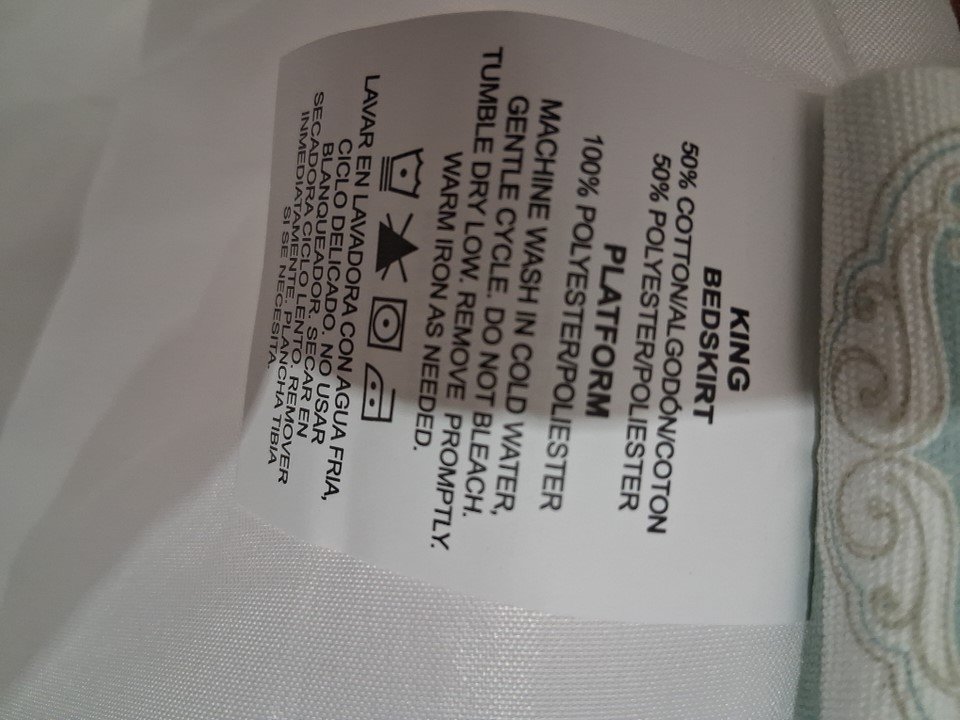 KING
BEDSKIRT
50% COTTON/ALGODÓN/COTON
50% POLYESTER/POLIESTER
PLATFORM
100% POLYESTER/POLIESTER
MACHINE WASH IN COLD WATER,
GENTLE CYCLE. DO NOT BLEACH.
TUMBLE DRY LOW. REMOVE PROMPTLY.
WARM IRON AS NEEDED.
LAVAR EN LAVADORA CON AGUA FRIA,
CICLO DELICADO. NO USAR
BLANQUEADOR. SECAR EN
SECADORA CICLO LENTO. REMOVER
INMEDIATAMENTE. PLANCHA TIBIA
SI SE NECESITA.